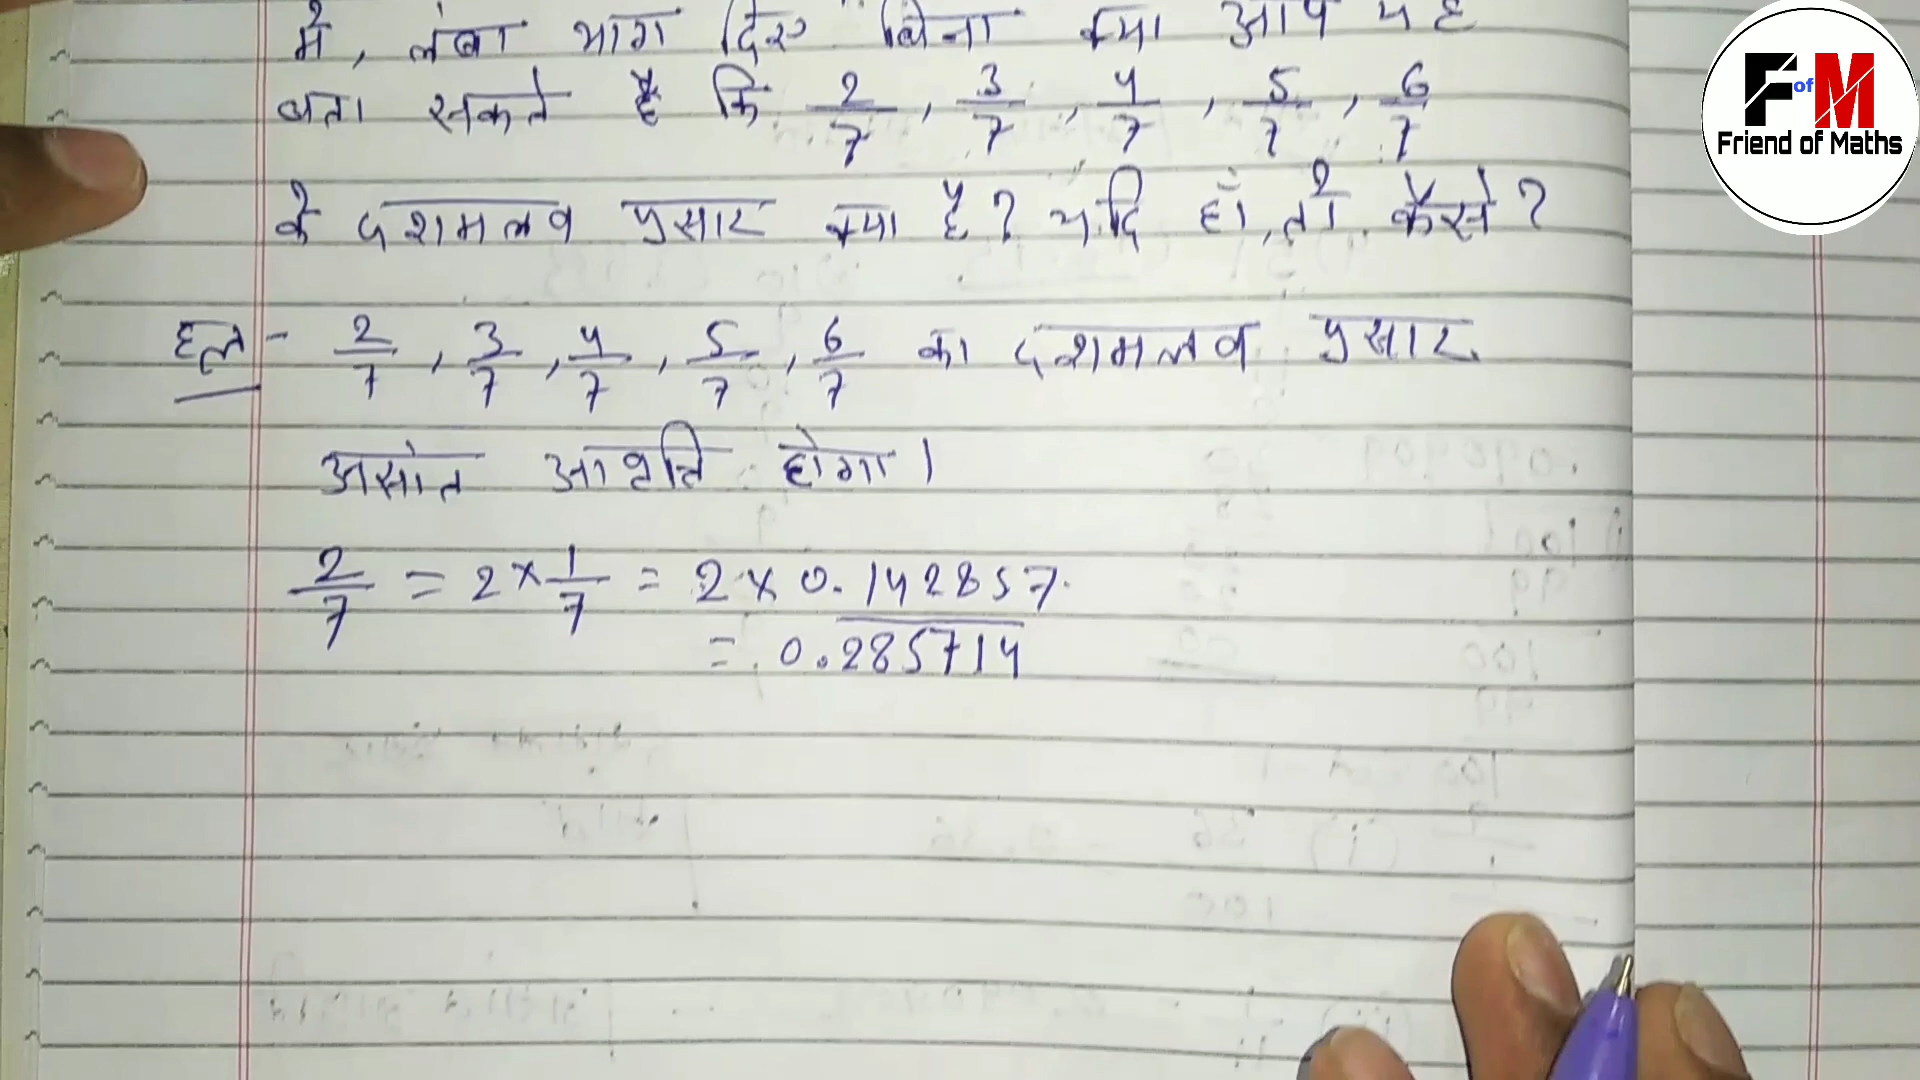 में, लंबा भाग दिए बिना क्या आप यह
बता सकते हैं कि 2/7, 3/7, 4/7, 5/7, 6/7
के दशमलव प्रसार क्या है? यदि हाँ, तो कैसे?
हल - 2/7, 3/7, 4/7, 5/7, 6/7 का दशमलव प्रसार
असांत आवृत्ति होगा।
2/7 = 2 × 1/7 = 2 × 0.142857
= 0.285714
FofM
Friend of Maths